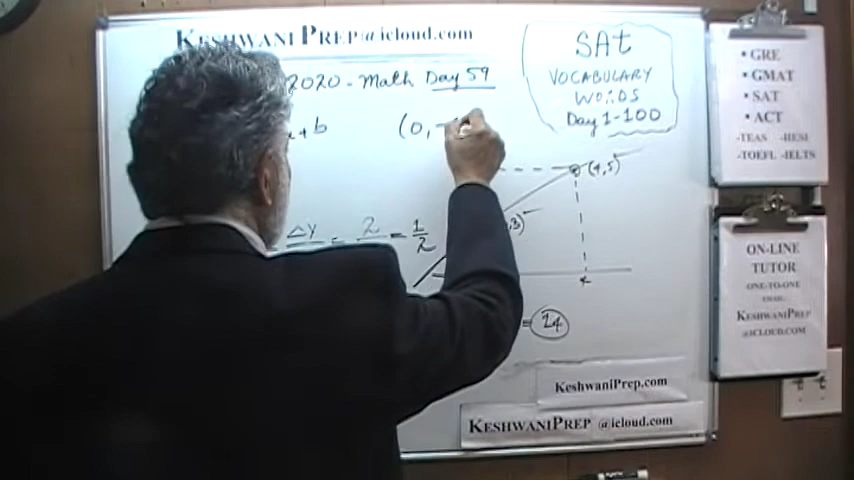 KESHWANI PREP@icloud.com
2020 - Math Day 59
+ b
(0, -
SAt
VOCABULARY
WORDS
Day 1-100
(4,5)
ΔY
= 2 = 1/2
,3)
4
= 24
KeshwaniPrep.com
KESHWANIPREP @icloud.com
• GRE
• GMAT
• SAT
• ACT
-TEAS -HESI
-TOEFL -IELTS
ON-LINE
TUTOR
ONE-TO-ONE
KESHWANIPREP
@ICLOUD.COM